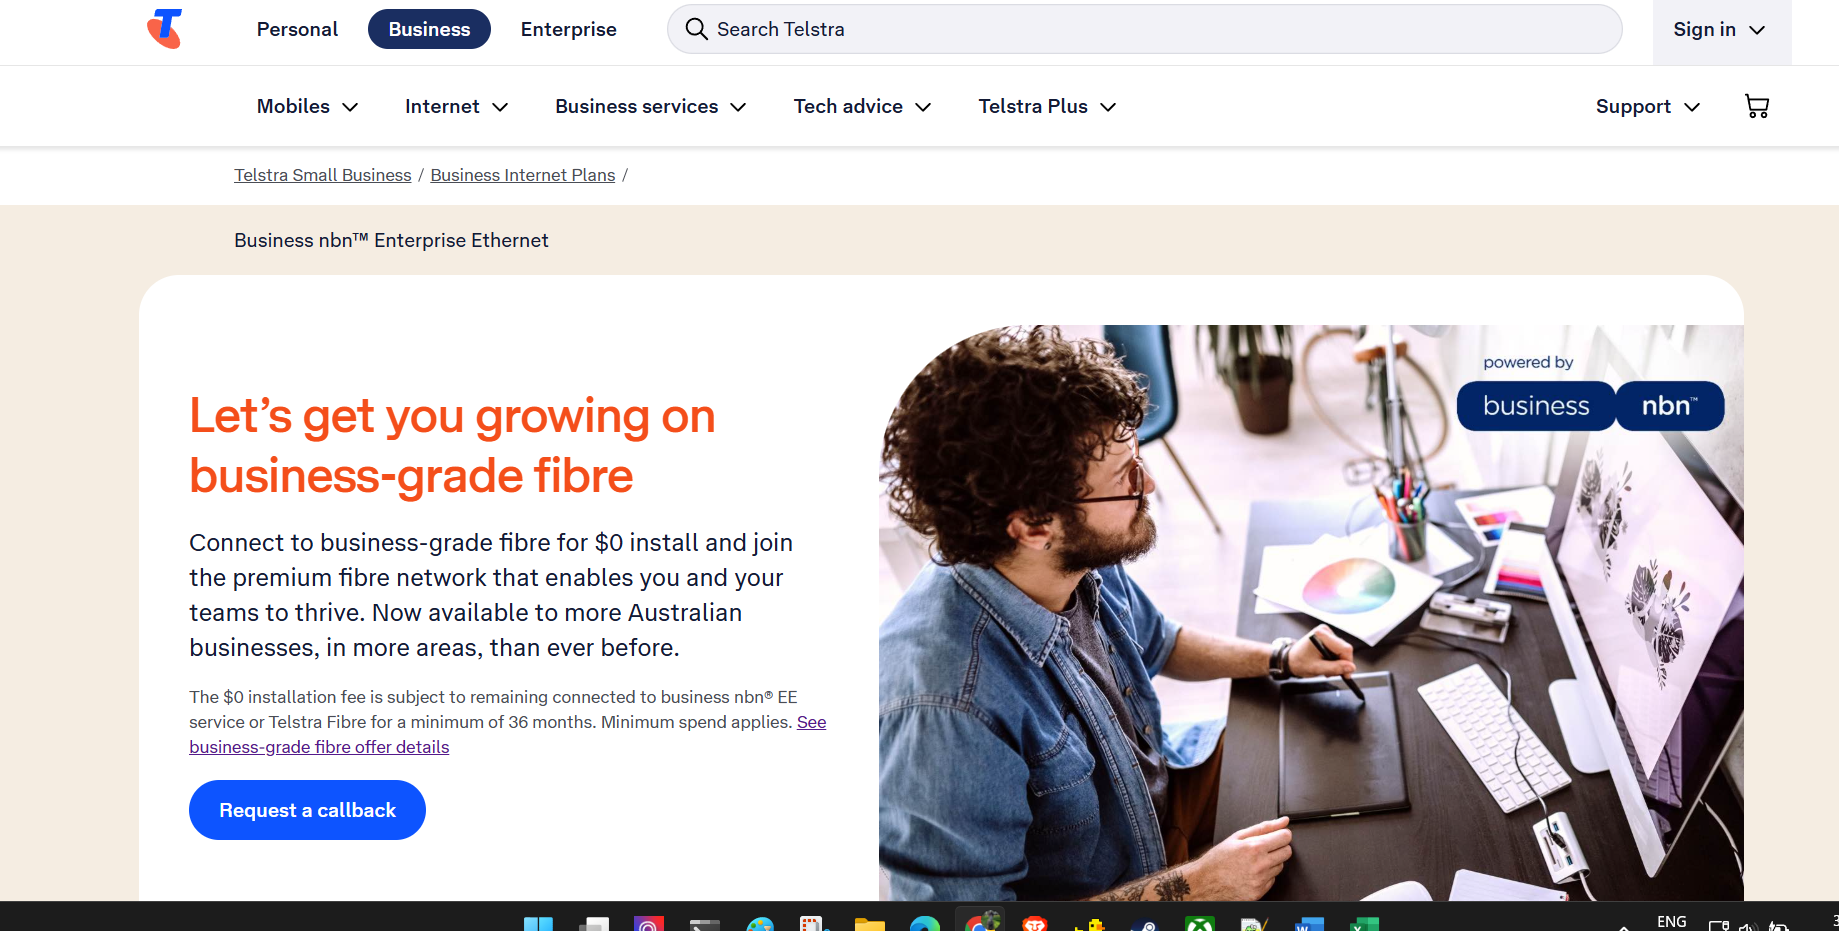 Personal
Business
Enterprise
Search Telstra
Sign in
Mobiles
Internet
Business services
Tech advice
Telstra Plus
Support
Telstra Small Business / Business Internet Plans /
Business nbn™ Enterprise Ethernet
powered by
business nbn™
Let’s get you growing on
business-grade fibre
Connect to business-grade fibre for $0 install and join
the premium fibre network that enables you and your
teams to thrive. Now available to more Australian
businesses, in more areas, than ever before.
The $0 installation fee is subject to remaining connected to business nbn® EE
service or Telstra Fibre for a minimum of 36 months. Minimum spend applies. See
business-grade fibre offer details
Request a callback
ENG